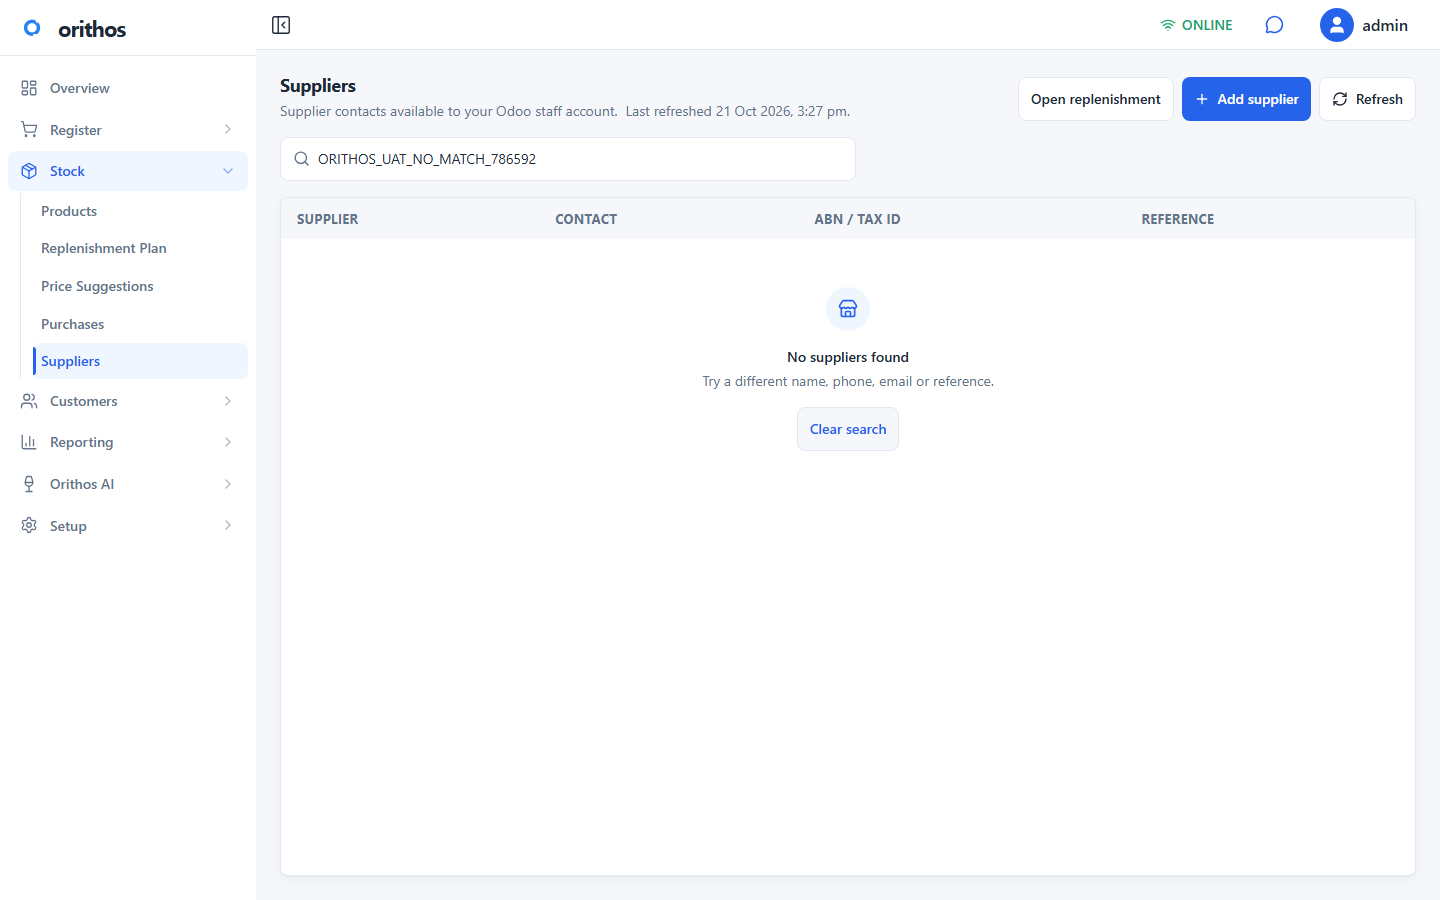 orithos
ONLINE
admin
Overview
Register
Stock
Products
Replenishment Plan
Price Suggestions
Purchases
Suppliers
Customers
Reporting
Orithos AI
Setup
Suppliers
Supplier contacts available to your Odoo staff account. Last refreshed 21 Oct 2026, 3:27 pm.
Open replenishment
Add supplier
Refresh
ORITHOS_UAT_NO_MATCH_786592
SUPPLIER CONTACT ABN / TAX ID REFERENCE
No suppliers found
Try a different name, phone, email or reference.
Clear search